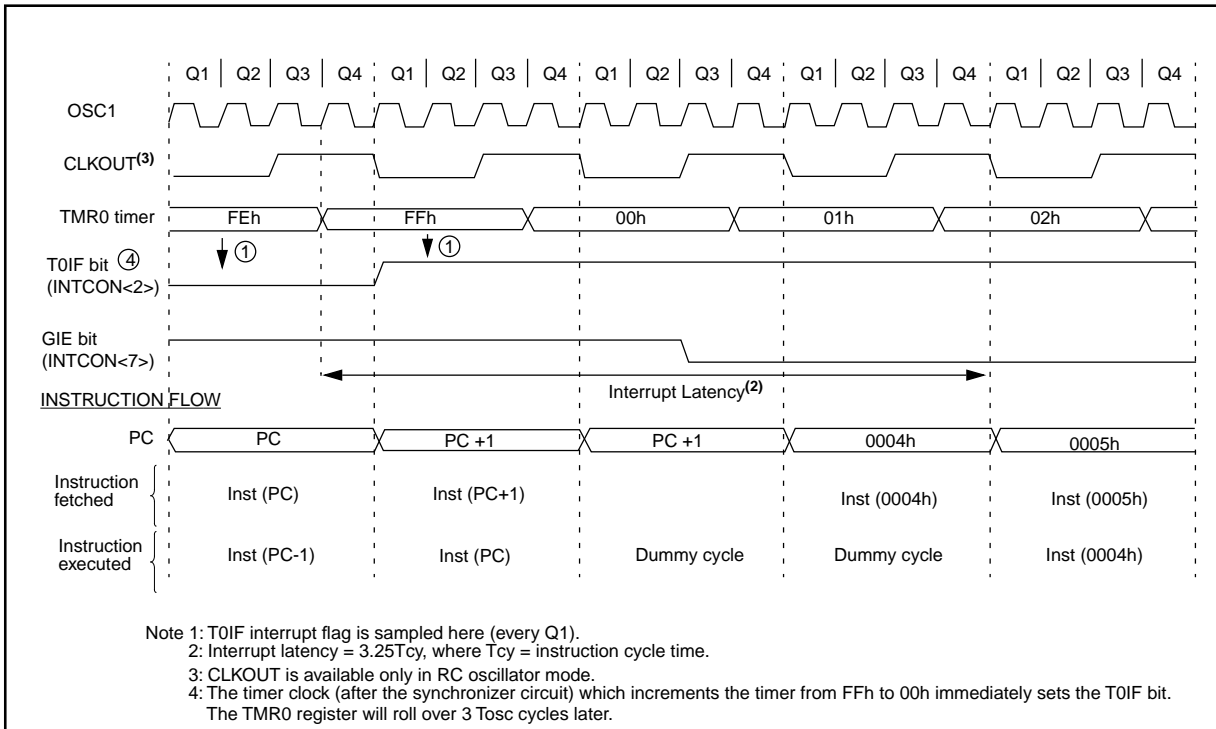 Q1 Q2 Q3 Q4 Q1 Q2 Q3 Q4 Q1 Q2 Q3 Q4 Q1 Q2 Q3 Q4 Q1 Q2 Q3 Q4
OSC1
CLKOUT(3)
TMR0 timer FEh FFh 00h 01h 02h
1 1
T0IF bit 4
(INTCON<2>)
GIE bit
(INTCON<7>)
Interrupt Latency(2)
INSTRUCTION FLOW
PC PC PC +1 PC +1 0004h 0005h
Instruction
fetched
Inst (PC) Inst (PC+1) Inst (0004h) Inst (0005h)
Instruction
executed
Inst (PC-1) Inst (PC) Dummy cycle Dummy cycle Inst (0004h)
Note 1: T0IF interrupt flag is sampled here (every Q1).
2: Interrupt latency = 3.25Tcy, where Tcy = instruction cycle time.
3: CLKOUT is available only in RC oscillator mode.
4: The timer clock (after the synchronizer circuit) which increments the timer from FFh to 00h immediately sets the T0IF bit.
The TMR0 register will roll over 3 Tosc cycles later.